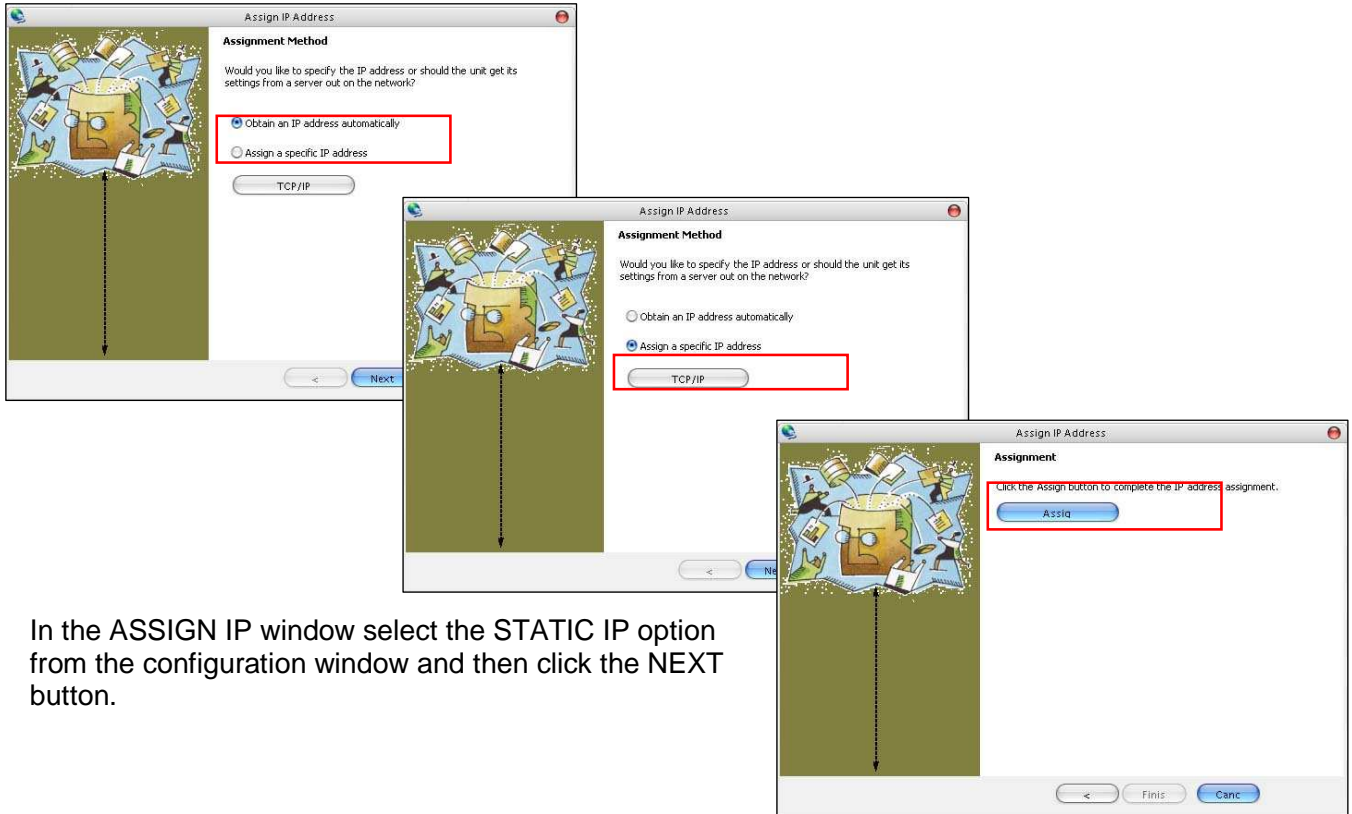 Assign IP Address
Assignment Method
Would you like to specify the IP address or should the unit get its
settings from a server out on the network?
Obtain an IP address automatically
Assign a specific IP address
TCP/IP
< Next
Assign IP Address
Assignment Method
Would you like to specify the IP address or should the unit get its
settings from a server out on the network?
Obtain an IP address automatically
Assign a specific IP address
TCP/IP
< Ne
Assign IP Address
Assignment
Click the Assign button to complete the IP address assignment.
Assig
< Finis Canc
In the ASSIGN IP window select the STATIC IP option
from the configuration window and then click the NEXT
button.